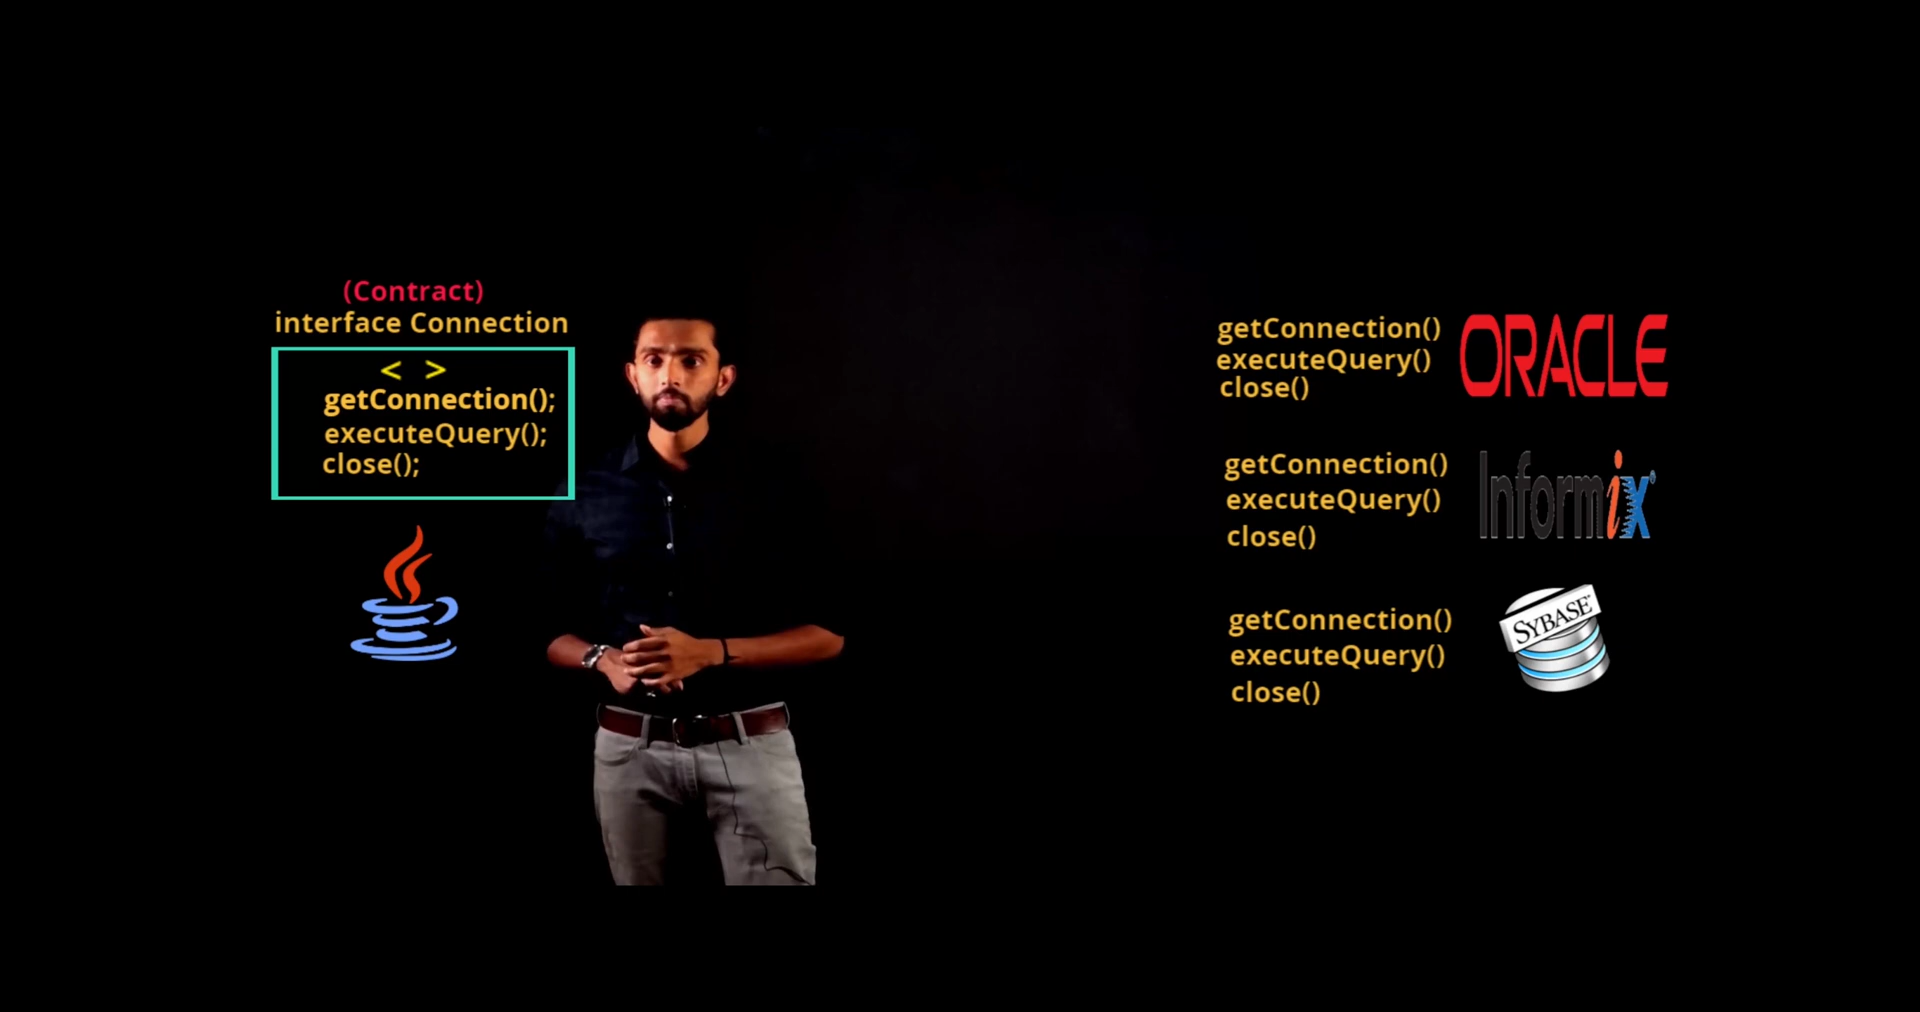 (Contract)
interface Connection
< >
getConnection();
executeQuery();
close();
getConnection()
executeQuery()
close()
ORACLE
getConnection()
executeQuery()
close()
Informix
getConnection()
executeQuery()
close()
SYBASE